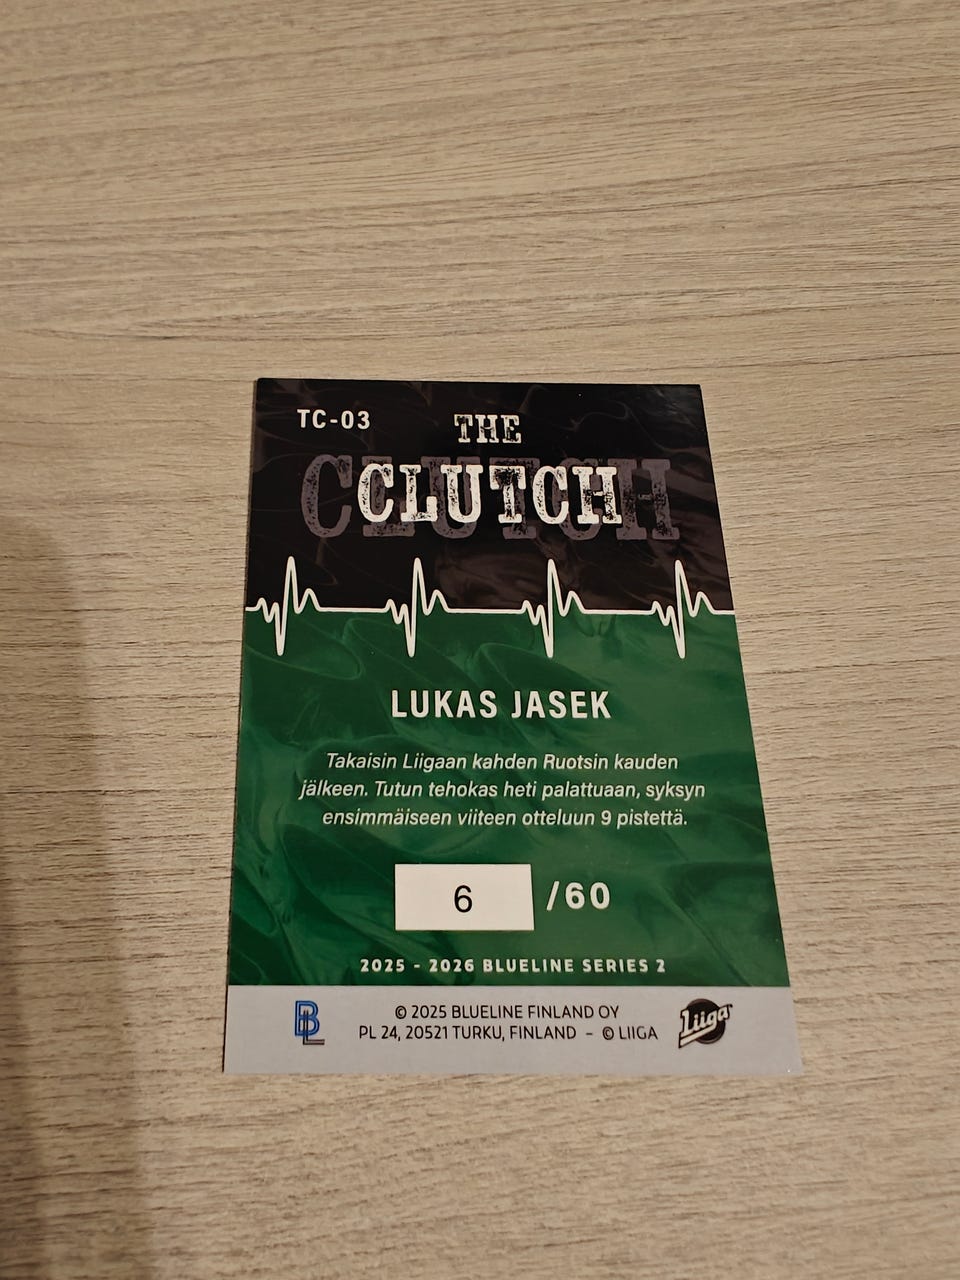 TC-03
THE
CLUTCH
LUKAS JASEK
Takaisin Liigaan kahden Ruotsin kauden
jälkeen. Tutun tehokas heti palattuaan, syksyn
ensimmäiseen viiteen otteluun 9 pistettä.
6 /60
2025 - 2026 BLUELINE SERIES 2
BL
© 2025 BLUELINE FINLAND OY
PL 24, 20521 TURKU, FINLAND - © LIIGA
Liiga